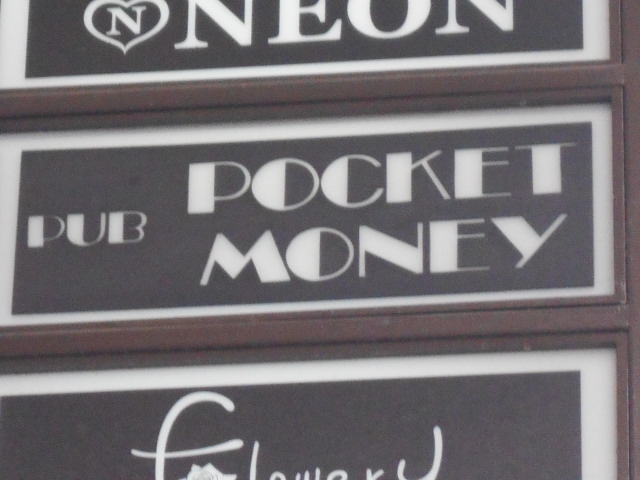 N NEON
PUB POCKET
MONEY
Flowery